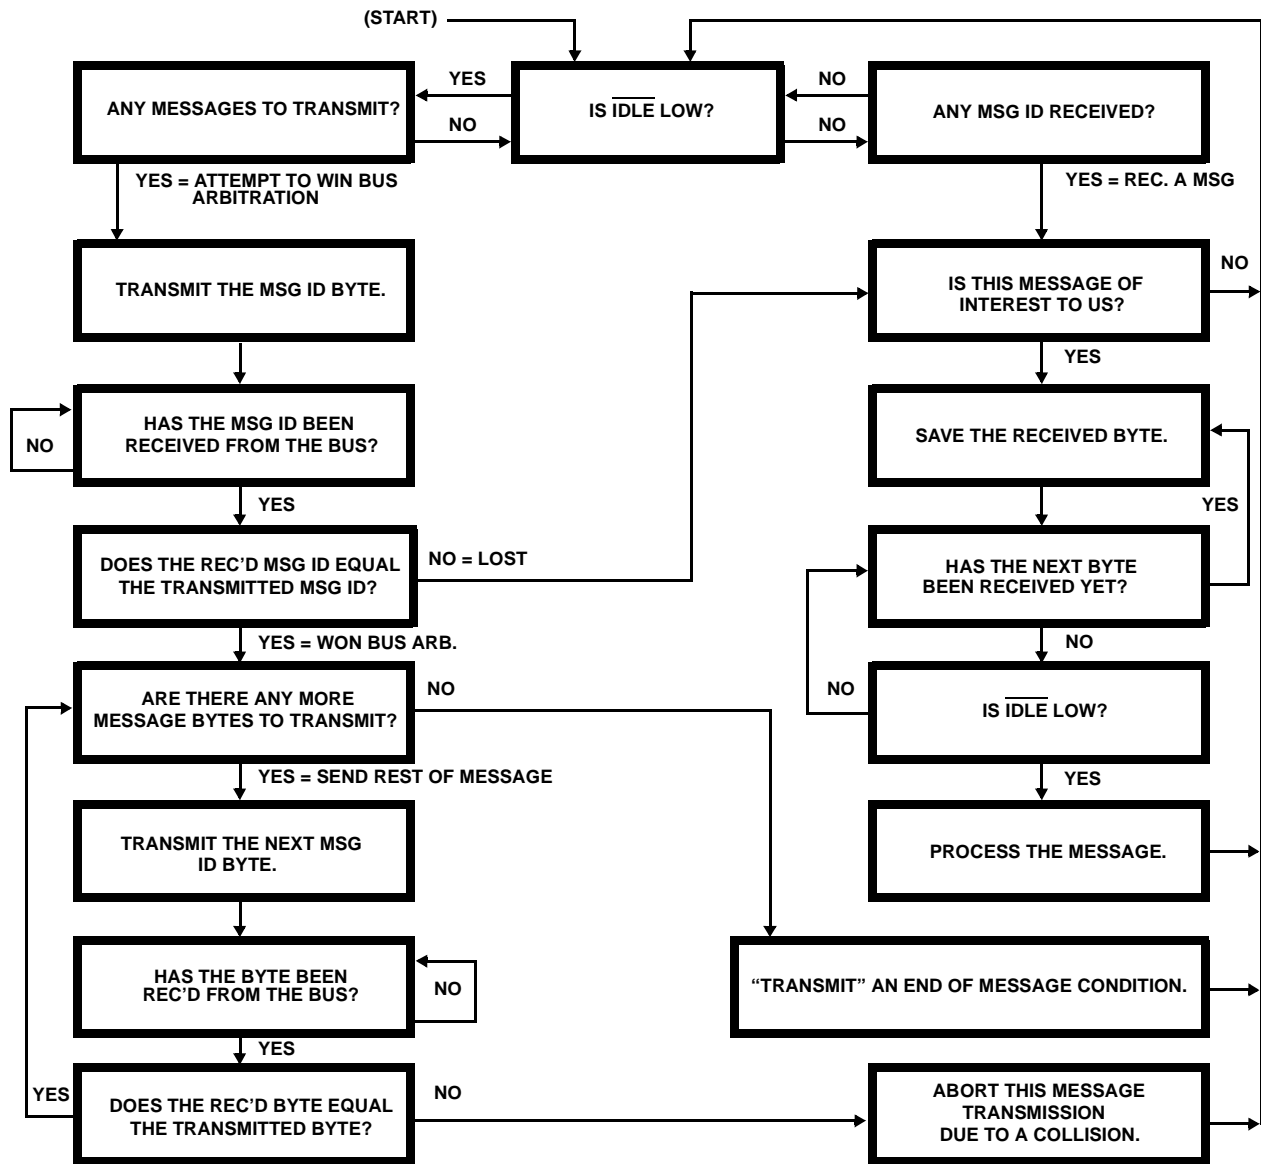 (START)
YES
NO
NO
NO
ANY MESSAGES TO TRANSMIT?
IS IDLE LOW?
ANY MSG ID RECEIVED?
YES = ATTEMPT TO WIN BUS
ARBITRATION
YES = REC. A MSG
TRANSMIT THE MSG ID BYTE.
IS THIS MESSAGE OF
INTEREST TO US?
NO
YES
HAS THE MSG ID BEEN
RECEIVED FROM THE BUS?
NO
SAVE THE RECEIVED BYTE.
YES
YES
DOES THE REC'D MSG ID EQUAL
THE TRANSMITTED MSG ID?
NO = LOST
HAS THE NEXT BYTE
BEEN RECEIVED YET?
YES = WON BUS ARB.
NO
ARE THERE ANY MORE
MESSAGE BYTES TO TRANSMIT?
NO
NO
IS IDLE LOW?
YES = SEND REST OF MESSAGE
YES
TRANSMIT THE NEXT MSG
ID BYTE.
PROCESS THE MESSAGE.
HAS THE BYTE BEEN
REC'D FROM THE BUS?
NO
“TRANSMIT” AN END OF MESSAGE CONDITION.
YES
YES
DOES THE REC'D BYTE EQUAL
THE TRANSMITTED BYTE?
NO
ABORT THIS MESSAGE
TRANSMISSION
DUE TO A COLLISION.